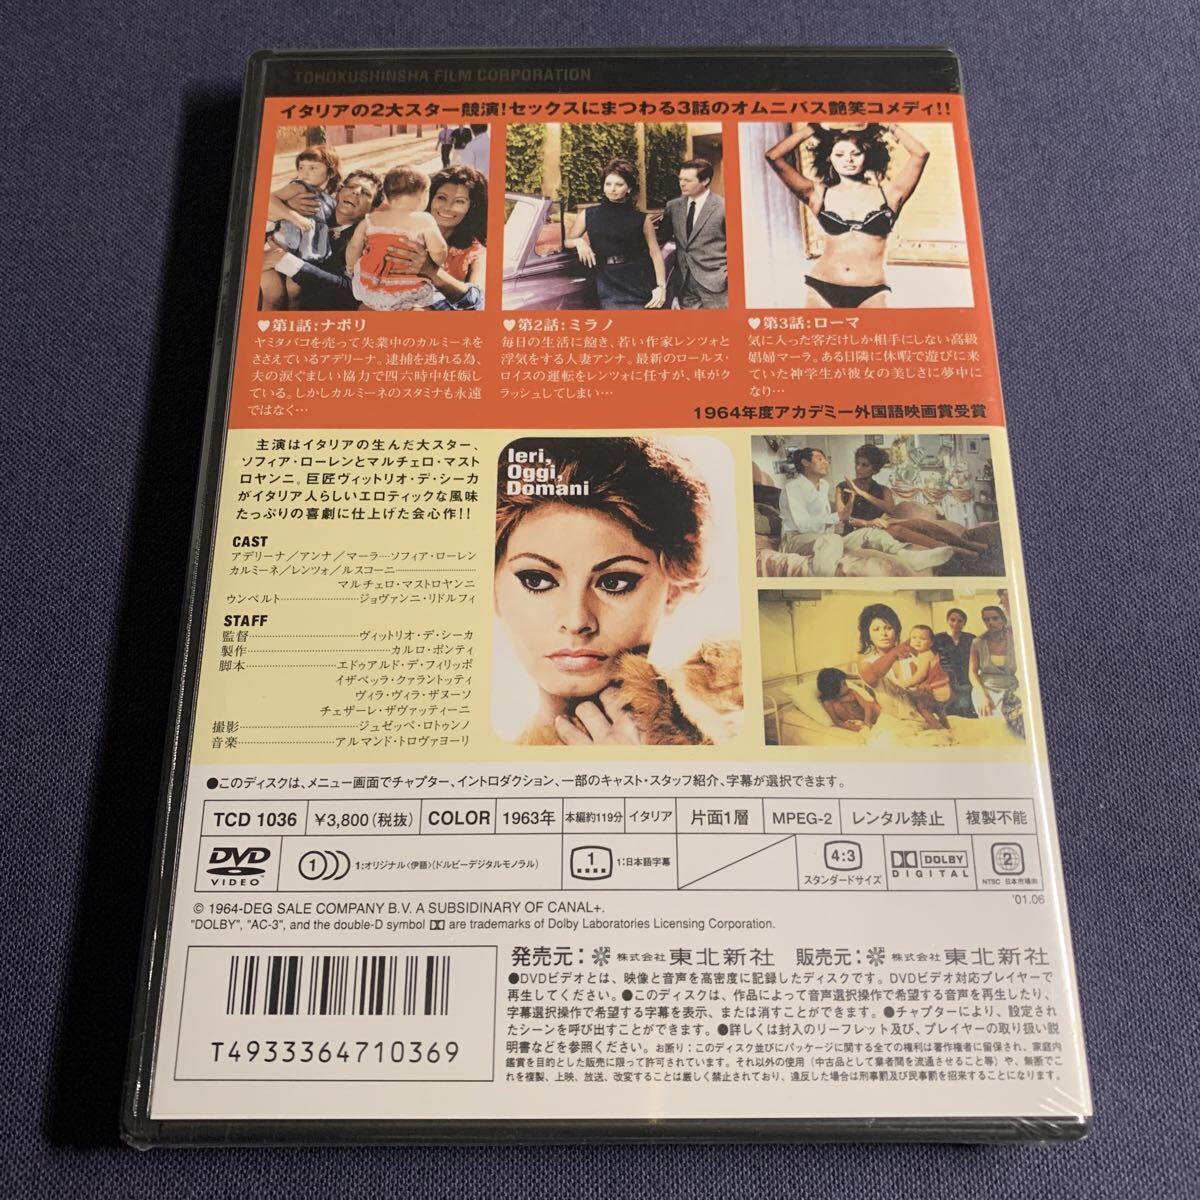 TOHOKUSHINSHA FILM CORPORATION
イタリアの2大スター競演!セックスにまつわる3話のオムニバス艶笑コメディ!!
♥第1話:ナポリ
ヤミタバコを売って失業中のカルミーネを
ささえているアデリーナ。逮捕を逃れる為、
夫の涙ぐましい協力で四六時中妊娠し
ている。しかしカルミーネのスタミナも永遠
ではなく…
♥第2話:ミラノ
毎日の生活に飽き、若い作家レンツォと
浮気をする人妻アンナ。最新のロールス・
ロイスの運転をレンツォに任すが、車がク
ラッシュしてしまい…
♥第3話:ローマ
気に入った客だけしか相手にしない高級
娼婦マーラ。ある日隣に休暇で遊びに来
ていた神学生が彼女の美しさに夢中に
なり…
1964年度アカデミー外国語映画賞受賞
主演はイタリアの生んだ大スター、
ソフィア・ローレンとマルチェロ・マスト
ロヤンニ。巨匠ヴィットリオ・デ・シーカ
がイタリア人らしいエロティックな風味
たっぷりの喜劇に仕上げた会心作!!
CAST
アデリーナ/アンナ/マーラ…ソフィア・ローレン
カルミーネ/レンツォ/ルスコーニ…………
マルチェロ・マストロヤンニ
ウンベルト…………ジョヴァンニ・リドルフィ
STAFF
監督…………ヴィットリオ・デ・シーカ
製作…………カルロ・ポンティ
脚本…………エドゥアルド・デ・フィリッポ
イザベッラ・クァラントッティ
ヴィラ・ヴィラ・ザヌーソ
チェザーレ・ザヴァッティーニ
撮影…………ジュゼッペ・ロトゥンノ
音楽…………アルマンド・トロヴァヨーリ
Ieri,
Oggi,
Domani
●このディスクは、メニュー画面でチャプター、イントロダクション、一部のキャスト・スタッフ紹介、字幕が選択できます。
TCD 1036 ¥3,800(税抜) COLOR 1963年 本編約119分 イタリア 片面1層 MPEG-2 レンタル禁止 複製不能
DVD VIDEO
1 1:オリジナル〈伊語〉(ドルビーデジタルモノラル)
1 1:日本語字幕
4:3 スタンダードサイズ
DOLBY DIGITAL
2 NTSC 日本市場向
'01.06
© 1964-DEG SALE COMPANY B.V. A SUBSIDINARY OF CANAL+.
"DOLBY", "AC-3", and the double-D symbol are trademarks of Dolby Laboratories Licensing Corporation.
T4933364710369
発売元:株式会社東北新社 販売元:株式会社東北新社
●DVDビデオとは、映像と音声を高密度に記録したディスクです。DVDビデオ対応プレイヤーで
再生してください。●このディスクは、作品によって音声選択操作で希望する音声を再生したり、
字幕選択操作で希望する字幕を表示、または消すことができます。●チャプターにより、設定され
たシーンを呼び出すことができます。●詳しくは封入のリーフレット及び、プレイヤーの取り扱い説
明書などを参照ください。お断り:このディスク並びにパッケージに関する全ての権利は著作権者に留保され、家庭内
鑑賞を目的とした販売に限って許可されています。それ以外の使用(中古品として業者間を流通させること等)や、無断でこ
れを複製、上映、放送、改変することは厳しく禁止されており、違反した場合は刑事罰及び民事罰を招来することになります。